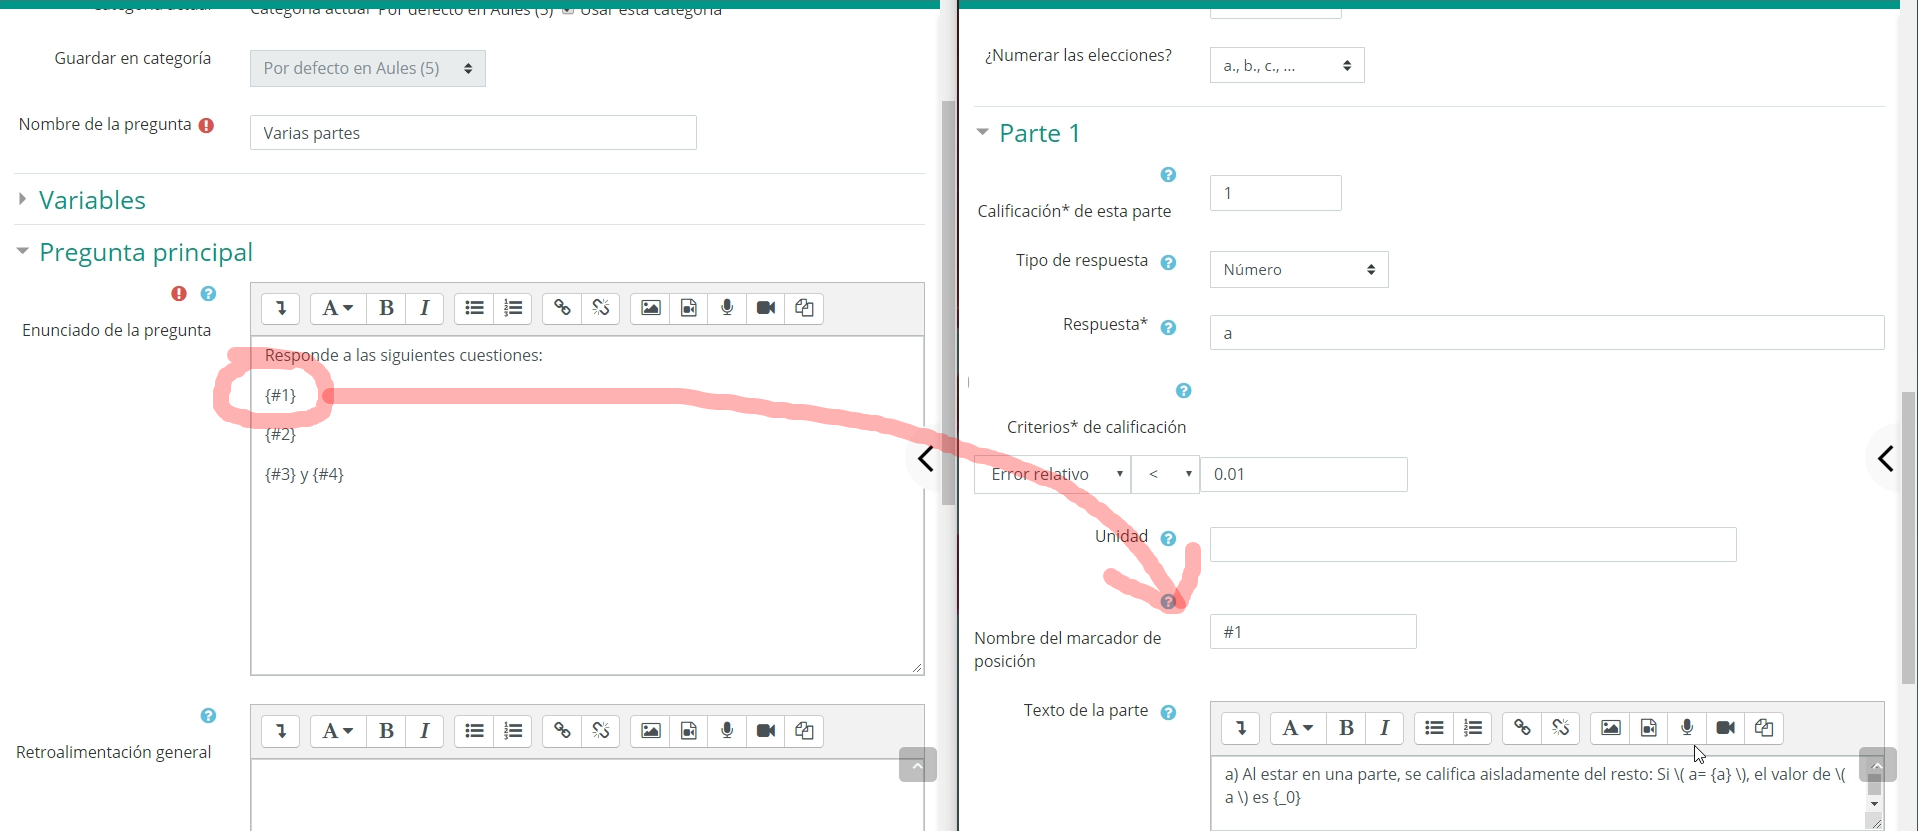 Categoría actual
Categoría actual Por defecto en Aules (5) Usar esta categoría
Guardar en categoría
Por defecto en Aules (5)
Nombre de la pregunta
Varias partes
Variables
Pregunta principal
Enunciado de la pregunta
A B I
Responde a las siguientes cuestiones:
{#1}
{#2}
{#3} y {#4}
Retroalimentación general
A B I
¿Numerar las elecciones?
a., b., c., ...
Parte 1
Calificación* de esta parte
1
Tipo de respuesta
Número
Respuesta*
a
Criterios* de calificación
Error relativo < 0.01
Unidad
Nombre del marcador de
posición
#1
Texto de la parte
A B I
a) Al estar en una parte, se califica aisladamente del resto: Si \( a= {a} \), el valor de \(
a \) es {_0}